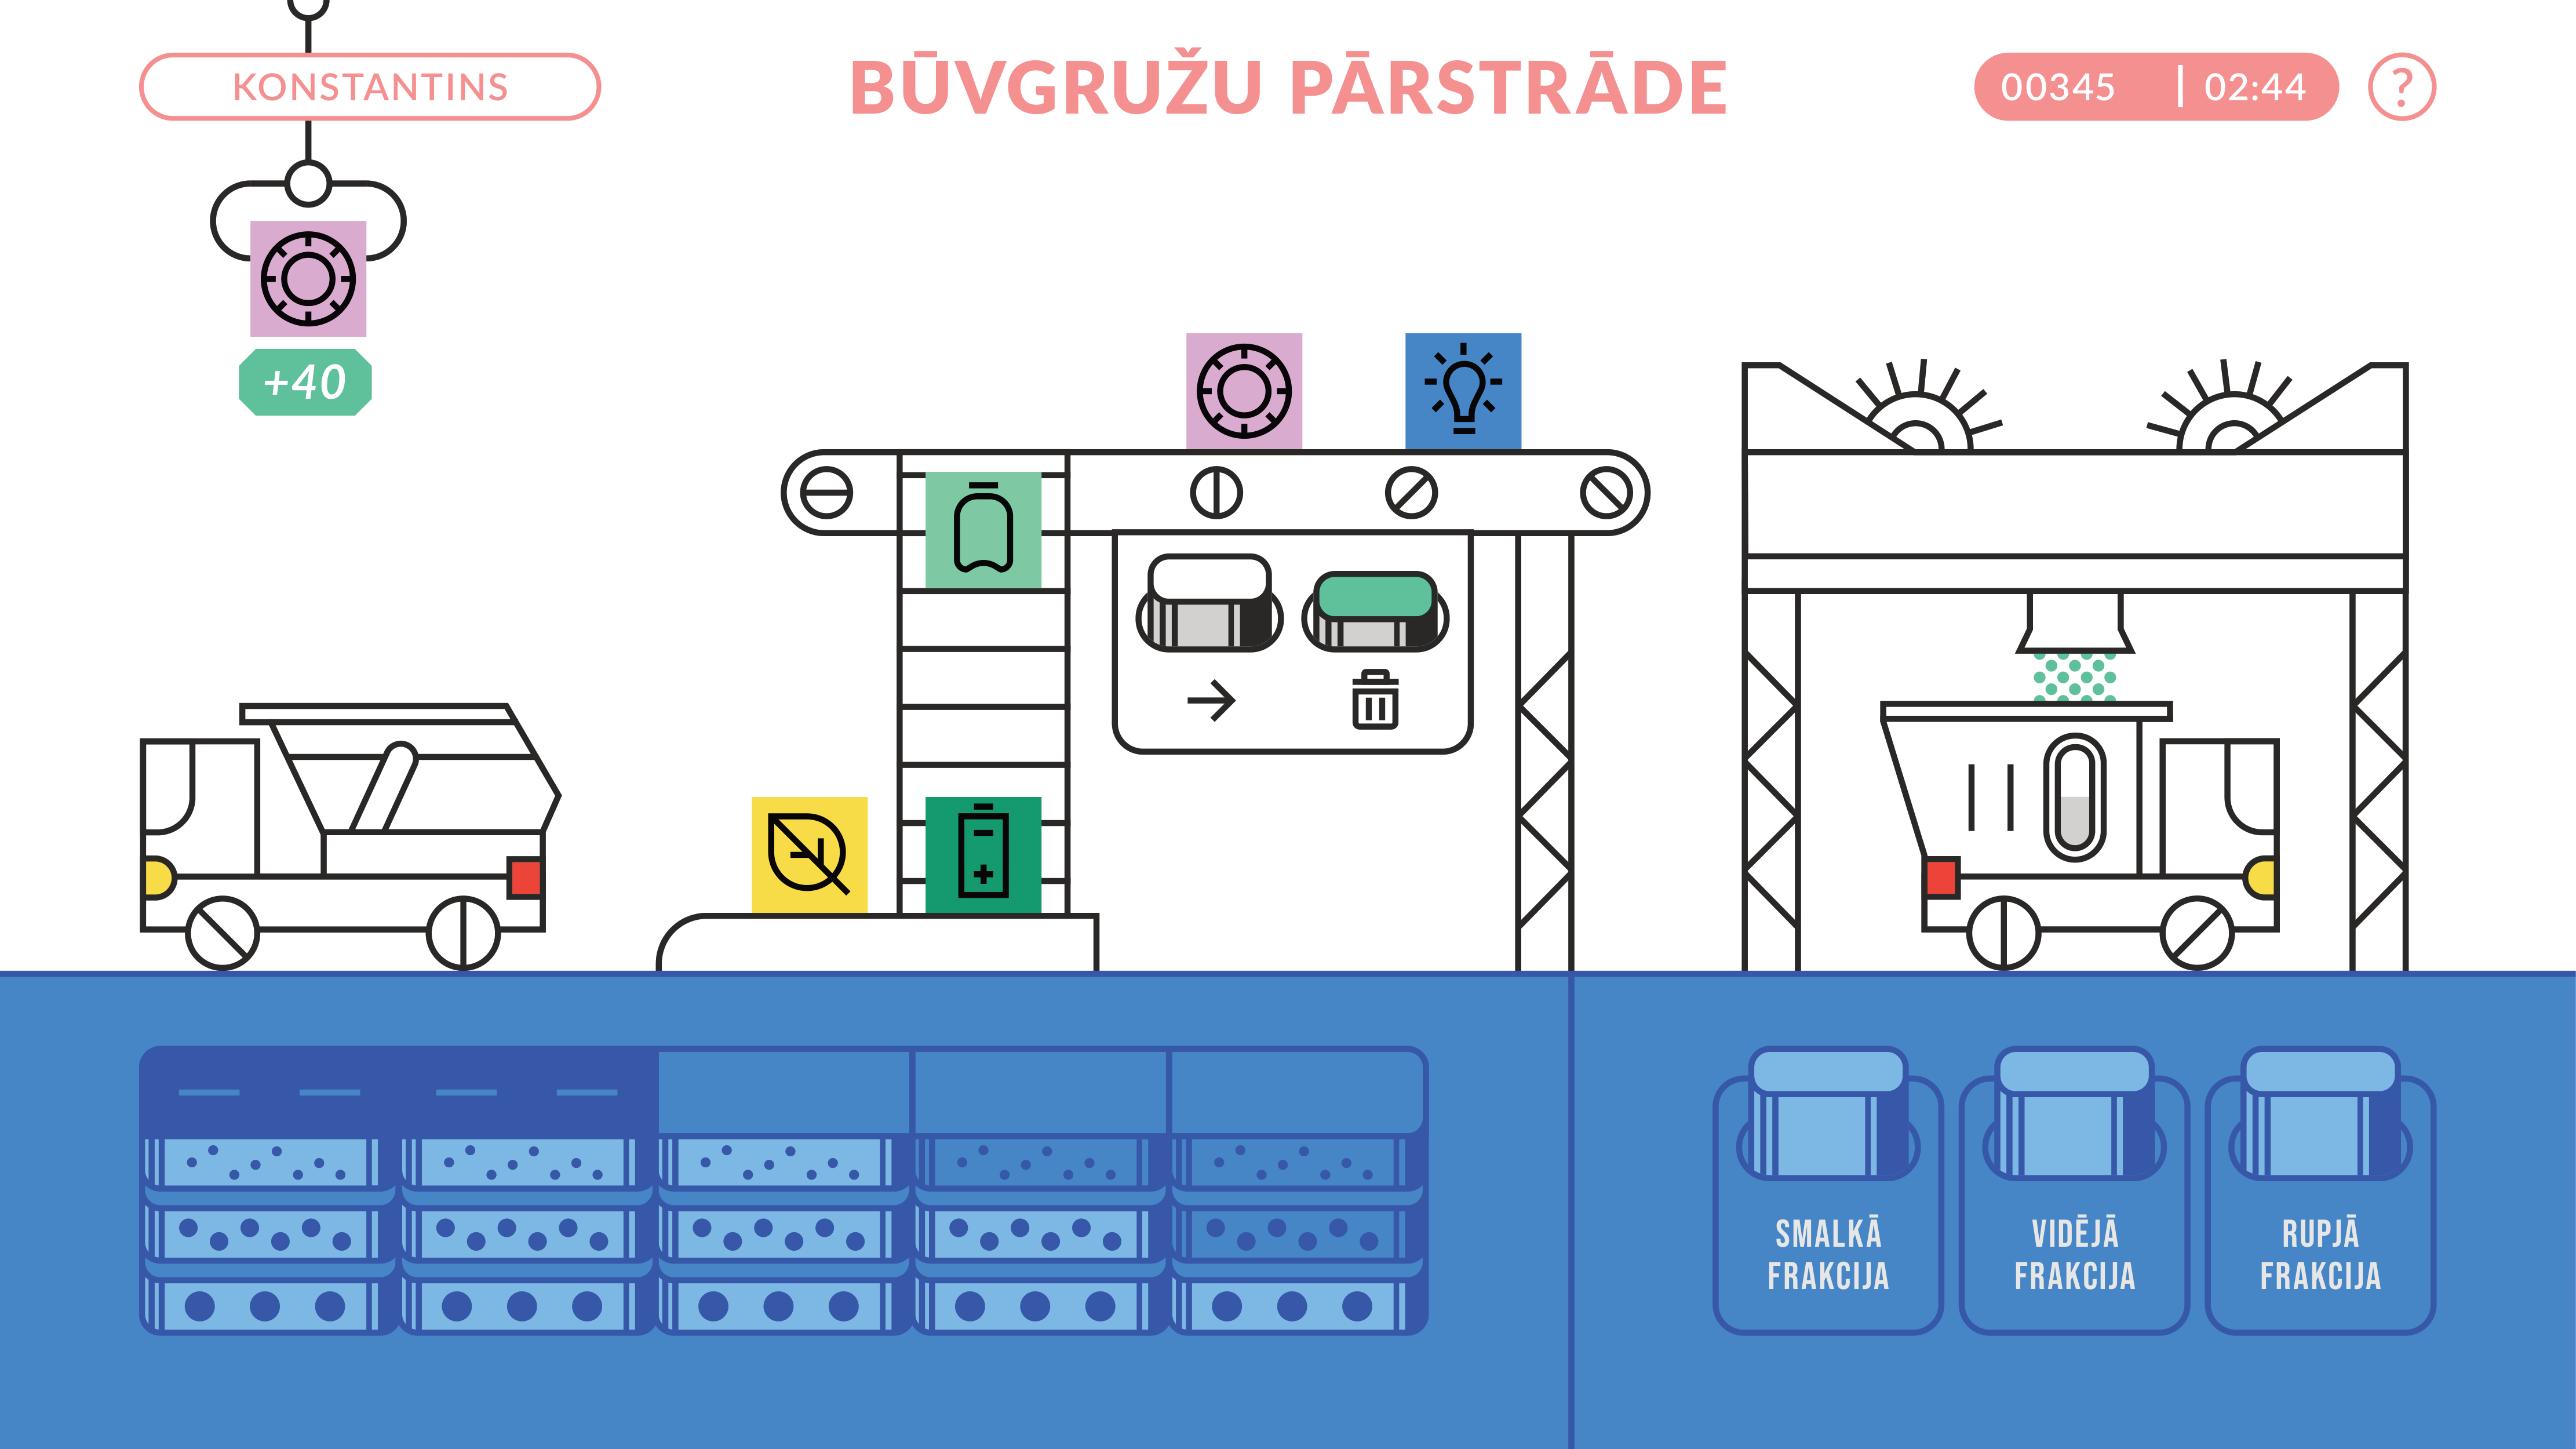 KONSTANTINS
BŪVGRUŽU PĀRSTRĀDE
00345 | 02:44
?
+40
SMALKĀ
FRAKCIJA
VIDĒJĀ
FRAKCIJA
RUPJĀ
FRAKCIJA